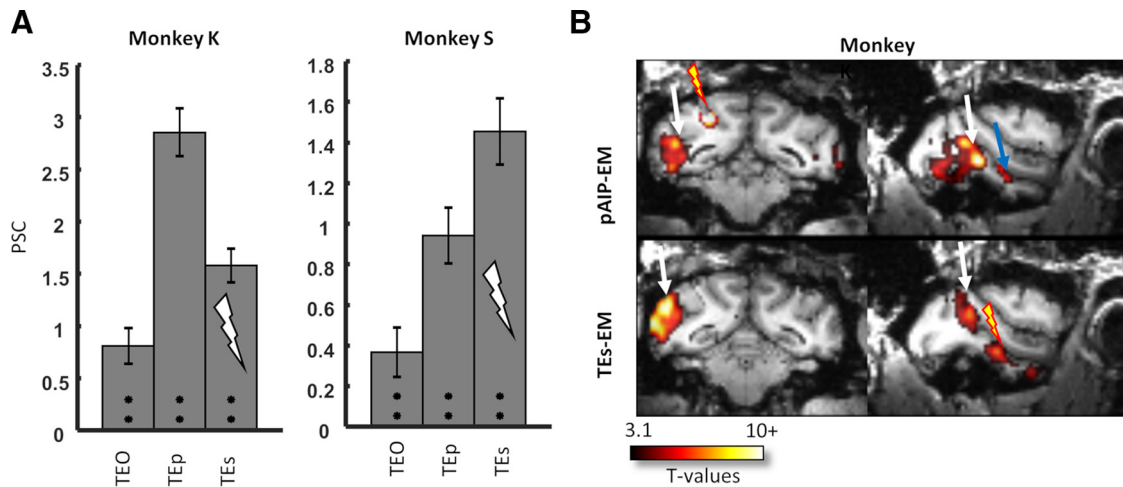 A
Monkey K
Monkey S
PSC
3.5
3
2.5
2
1.5
1
0.5
0
TEO
TEp
TEs
1.8
1.6
1.4
1.2
1
0.8
0.6
0.4
0.2
0
TEO
TEp
TEs
B
Monkey
K
pAIP-EM
TEs-EM
3.1
10+
T-values